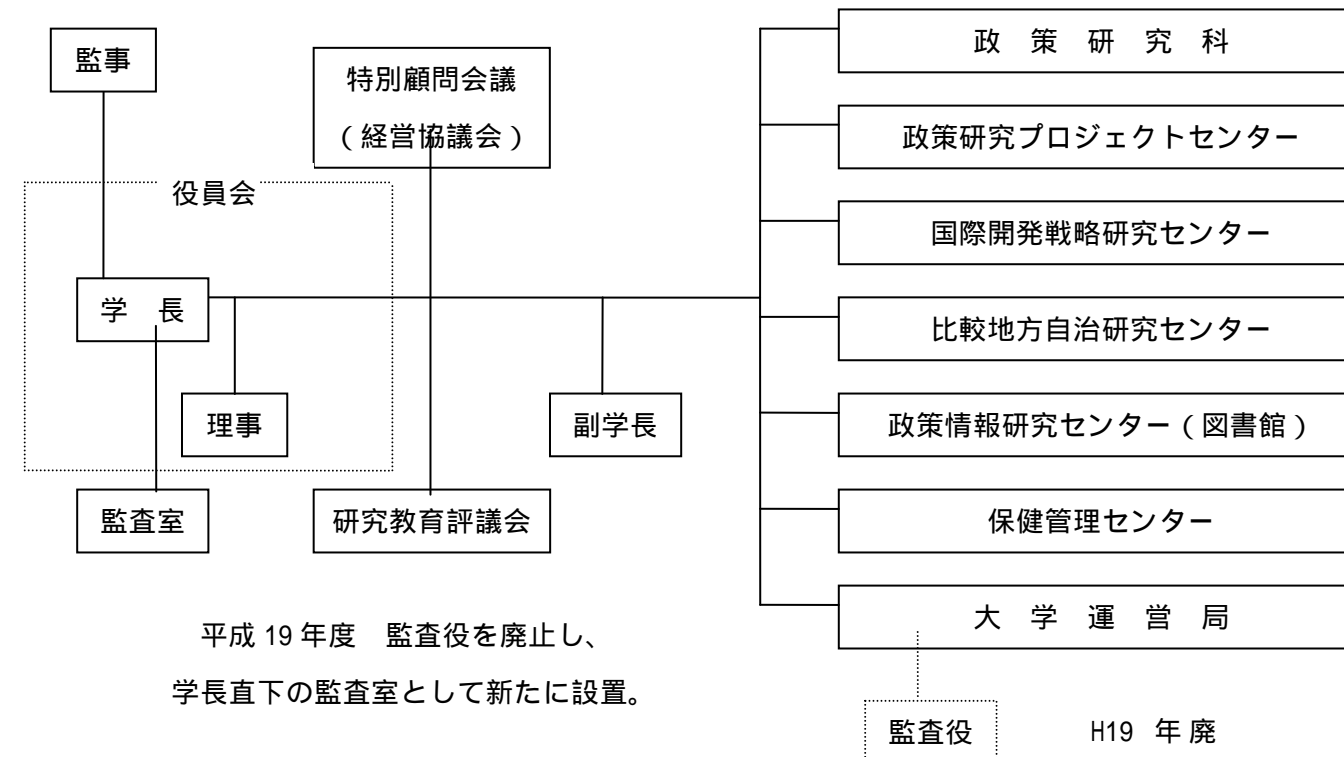 監事
特別顧問会議
（経営協議会）
役員会
学　長
理事
副学長
監査室
研究教育評議会
政　策　研　究　科
政策研究プロジェクトセンター
国際開発戦略研究センター
比較地方自治研究センター
政策情報研究センター（図書館）
保健管理センター
大　学　運　営　局
平成 19 年度　監査役を廃止し、
学長直下の監査室として新たに設置。
監査役
H19 年 廃